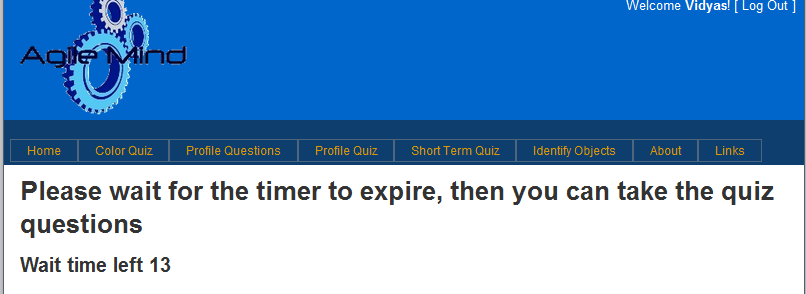 Welcome Vidyas! [ Log Out ]
Agile Mind
Home Color Quiz Profile Questions Profile Quiz Short Term Quiz Identify Objects About Links
Please wait for the timer to expire, then you can take the quiz
questions
Wait time left 13